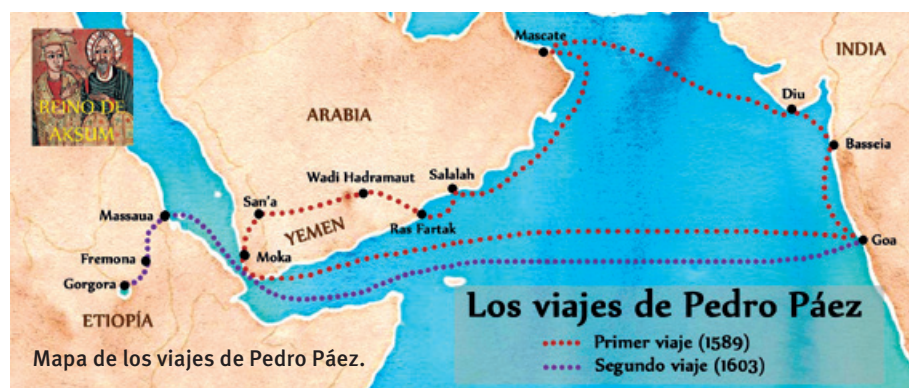 REINO DE
AKSUM
ARABIA
Mascate
INDIA
Diu
Basseia
Wadi Hadramaut
Salalah
San'a
YEMEN
Ras Fartak
Massaua
Moka
Goa
Fremona
Gorgora
ETIOPÍA
Los viajes de Pedro Páez
Primer viaje (1589)
Segundo viaje (1603)
Mapa de los viajes de Pedro Páez.